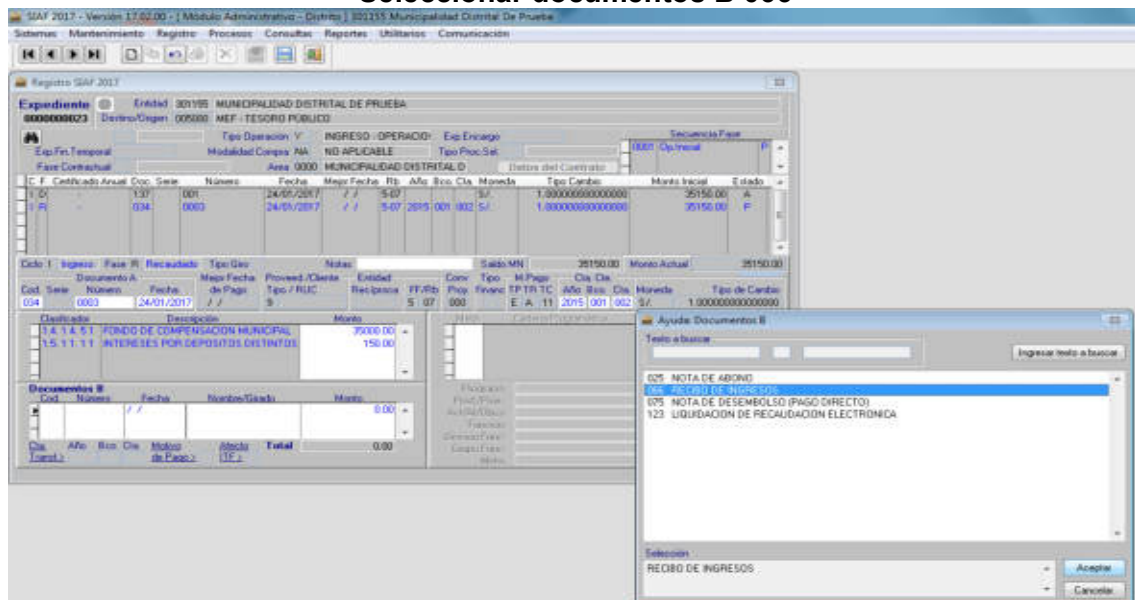 Seleccionar documentos B 066
SIAF 2017 - Versión 17.02.00 - [ Módulo Administrativo - Distrito ] 301155 Municipalidad Distrital De Prueba
Sistemas Mantenimiento Registro Procesos Consultas Reportes Utilitarios Comunicación
Registro SIAF 2017
Expediente Entidad 301155 MUNICIPALIDAD DISTRITAL DE PRUEBA
0000000023 Destino/Origen 005000 MEF - TESORO PÚBLICO
Tipo Operación Y INGRESO - OPERACIO Exp.Encargo Secuencia Fase
Exp.Fin.Temporal Modalidad Compra NA NO APLICABLE Tipo Proc.Sel. 0001 Op.Inicial P
Fase Contractual Area 0000 MUNICIPALIDAD DISTRITAL D Datos del Contrato
C F Certificado Anual Doc. Serie Número Fecha Mejor Fecha Rb Año Bco Cta Moneda Tipo Cambio Monto Inicial Estado
I D 137 001 24/01/2017 / / 5-07 S/. 1.000000000000000 35150.00 A
I R 034 0003 24/01/2017 / / 5-07 2015 001 002 S/. 1.000000000000000 35150.00 P
Ciclo I Ingreso Fase R Recaudado Tipo Giro Notas Saldo MN 35150.00 Monto Actual 35150.00
Documento A Mejor Fecha Proveed./Cliente Entidad Conv Tipo M.Pago Cta. Cte.
Cod. Serie Número Fecha de Pago Tipo / RUC Recíproca FF/Rb Proy Financ TP TR TC Año Bco Cta Moneda Tipo de Cambio
034 0003 24/01/2017 / / 9 5 07 000 E A 11 2015 001 002 S/. 1.000000000000000
Clasificador Descripción Monto
1.4.1 4.5 1 FONDO DE COMPENSACION MUNICIPAL 35000.00
1.5.1 1.1 1 INTERESES POR DEPOSITOS DISTINTOS 150.00
Documentos B
Cod. Número Fecha Nombre/Girado Monto
/ / 0.00
Cta. Año Bco Cta Motivo Afecto Total 0.00
Transf.> de Pago > ITF >
Ayuda: Documentos B
Texto a buscar
Ingresar texto a buscar
025 NOTA DE ABONO
066 RECIBO DE INGRESOS
075 NOTA DE DESEMBOLSO (PAGO DIRECTO)
123 LIQUIDACION DE RECAUDACION ELECTRONICA
Selección
RECIBO DE INGRESOS
Aceptar
Cancelar